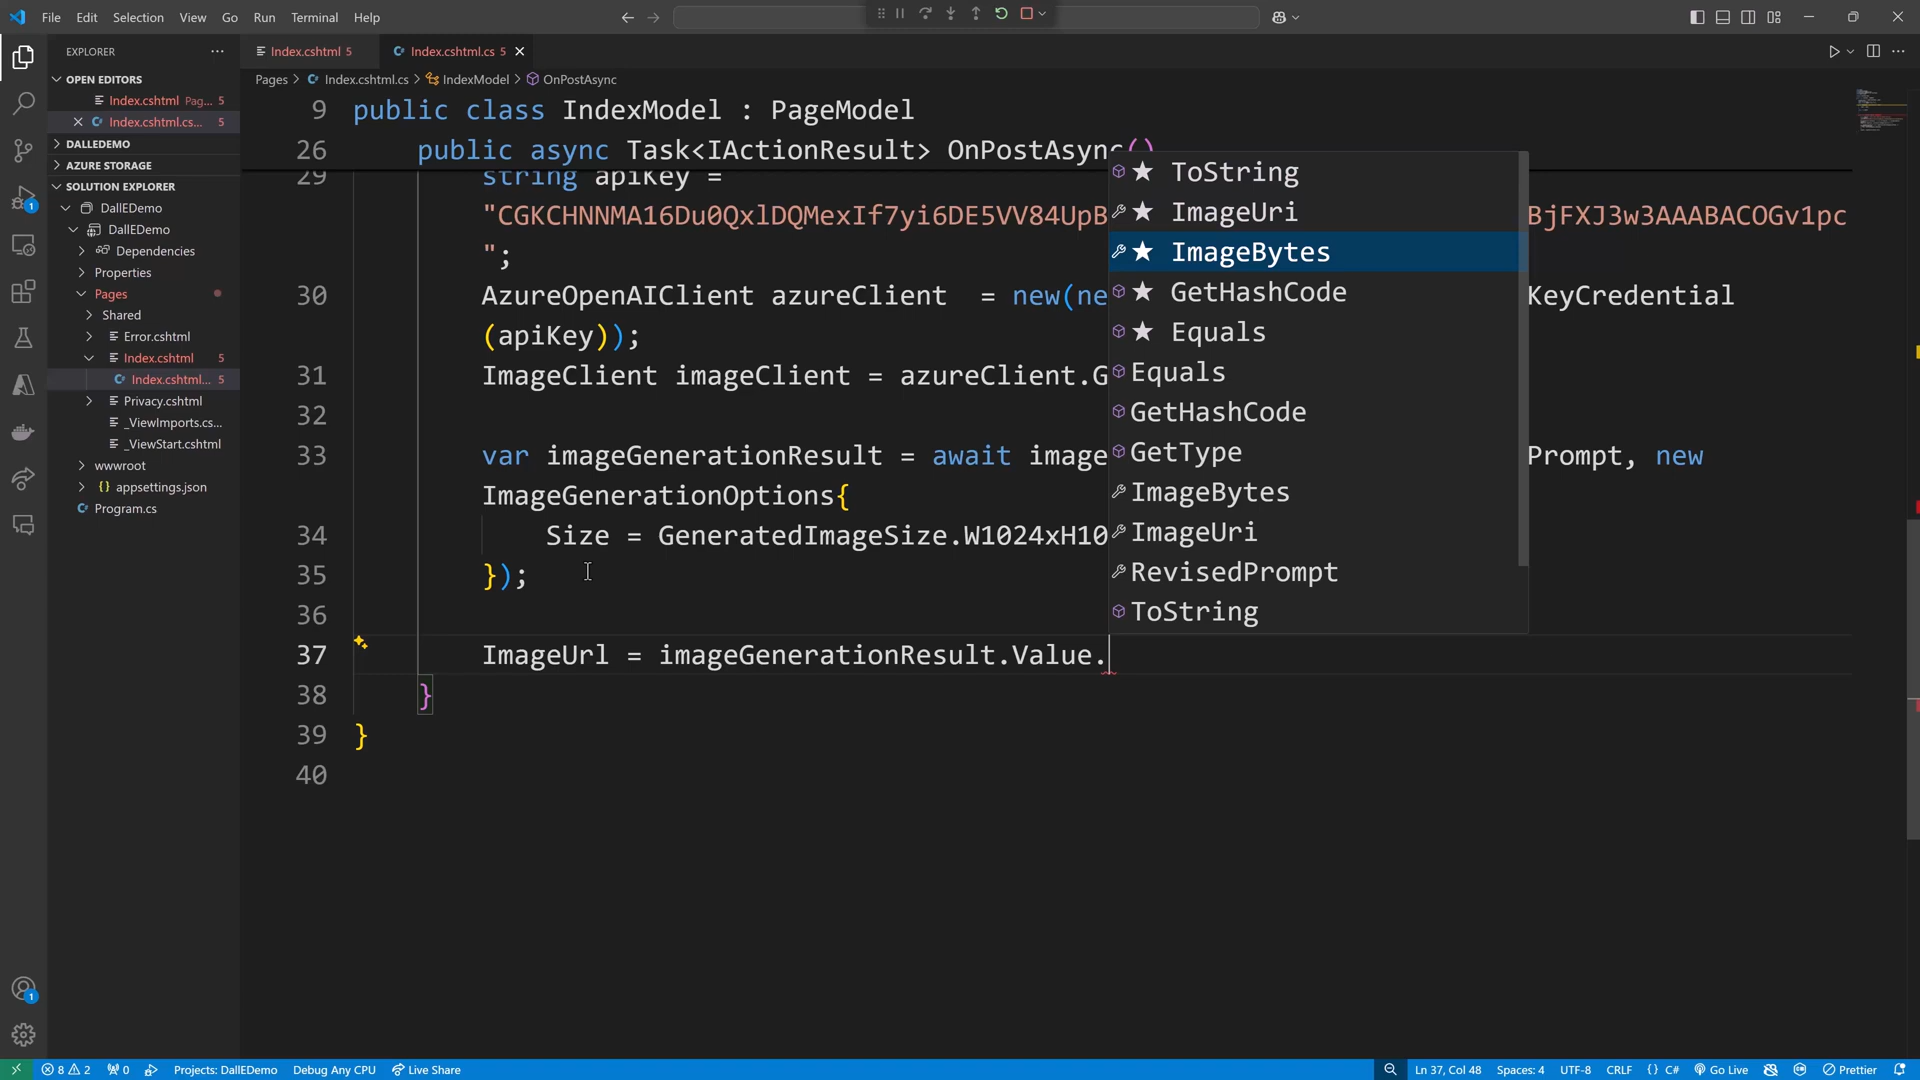 File Edit Selection View Go Run Terminal Help
EXPLORER
OPEN EDITORS
Index.cshtml Pag... 5
Index.cshtml.cs... 5
DALLEDEMO
AZURE STORAGE
SOLUTION EXPLORER
DallEDemo
DallEDemo
Dependencies
Properties
Pages
Shared
Error.cshtml
Index.cshtml 5
Index.cshtml... 5
Privacy.cshtml
_ViewImports.cs...
_ViewStart.cshtml
wwwroot
appsettings.json
Program.cs
1
1
Index.cshtml 5 Index.cshtml.cs 5
Pages > Index.cshtml.cs > IndexModel > OnPostAsync
9 public class IndexModel : PageModel
26 public async Task<IActionResult> OnPostAsync()
29 string apiKey =
"CGKCHNNMA16Du0QxlDQMexIf7yi6DE5VV84UpB BjFXJ3w3AAABACOGv1pc
";
30 AzureOpenAIClient azureClient = new(ne KeyCredential
(apiKey));
31 ImageClient imageClient = azureClient.G
32
33 var imageGenerationResult = await image Prompt, new
ImageGenerationOptions{
34 Size = GeneratedImageSize.W1024xH10
35 });
36
37 ImageUrl = imageGenerationResult.Value.
38 }
39 }
40
★ ToString
★ ImageUri
★ ImageBytes
★ GetHashCode
★ Equals
Equals
GetHashCode
GetType
ImageBytes
ImageUri
RevisedPrompt
ToString
8 2 0 Projects: DallEDemo Debug Any CPU Live Share Ln 37, Col 48 Spaces: 4 UTF-8 CRLF {} C# Go Live Prettier